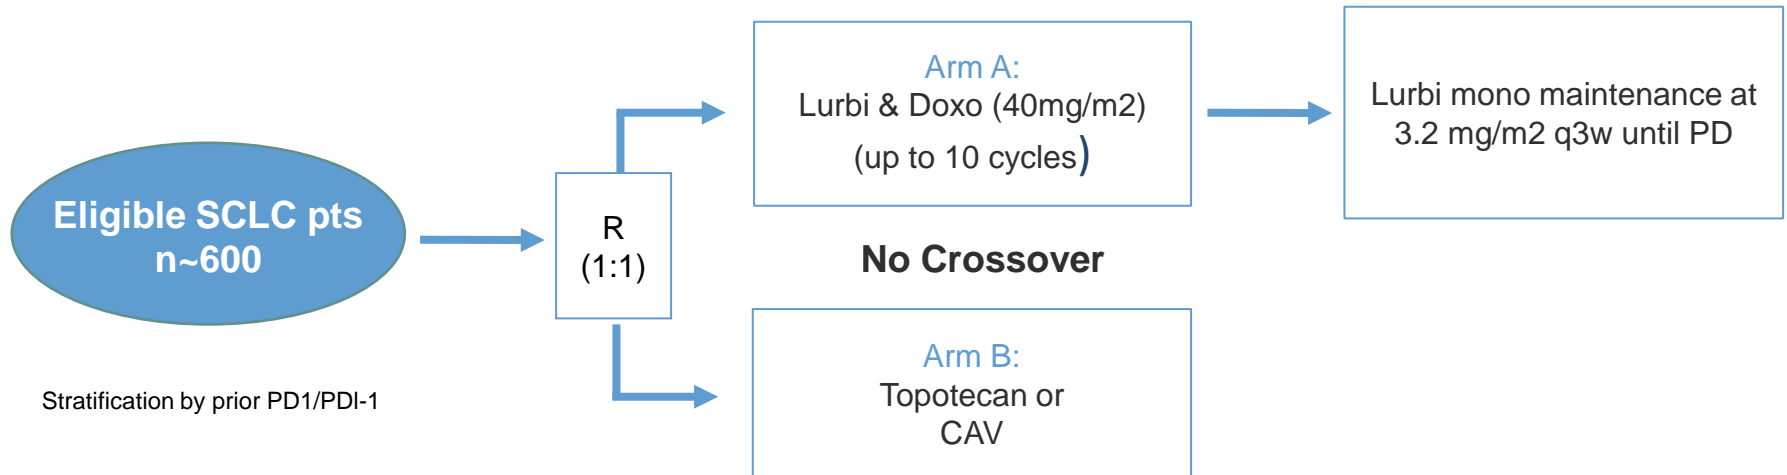 Eligible SCLC pts
n~600
Stratification by prior PD1/PDI-1
R
(1:1)
Arm A:
Lurbi & Doxo (40mg/m2)
(up to 10 cycles)
Lurbi mono maintenance at
3.2 mg/m2 q3w until PD
No Crossover
Arm B:
Topotecan or
CAV